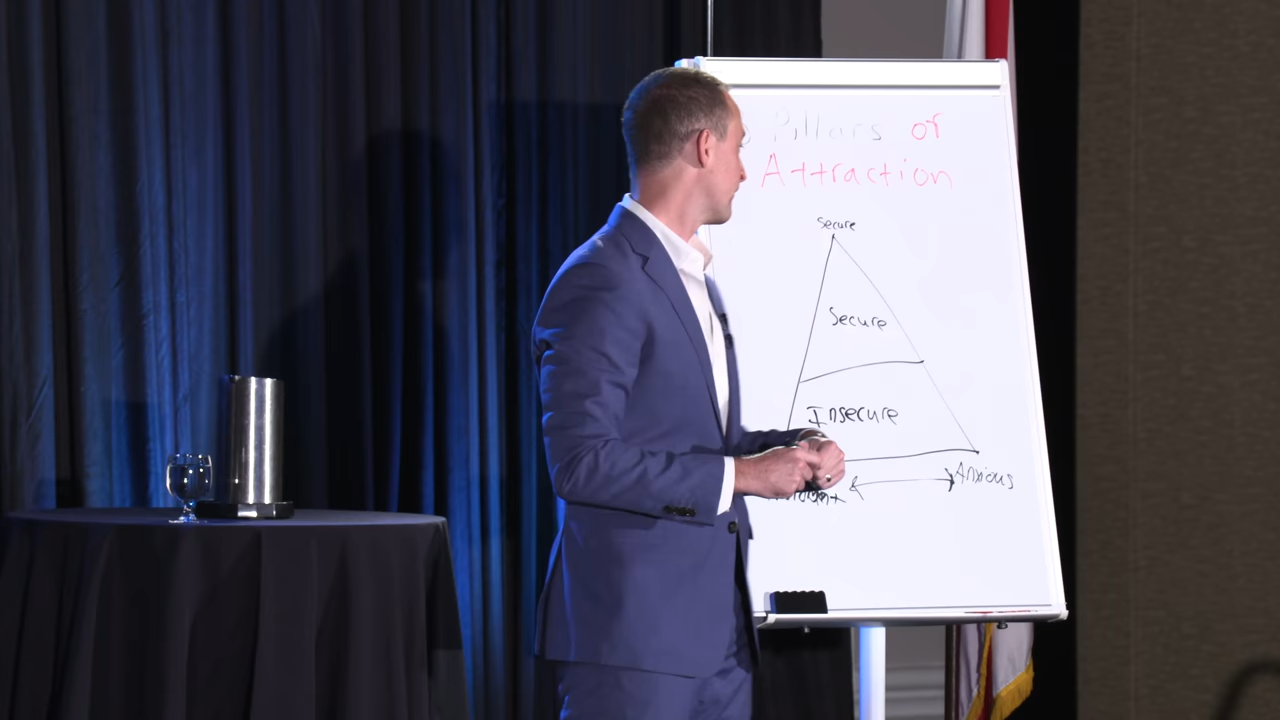 Pillars of
Attraction
Secure
Secure
Insecure
Anxious